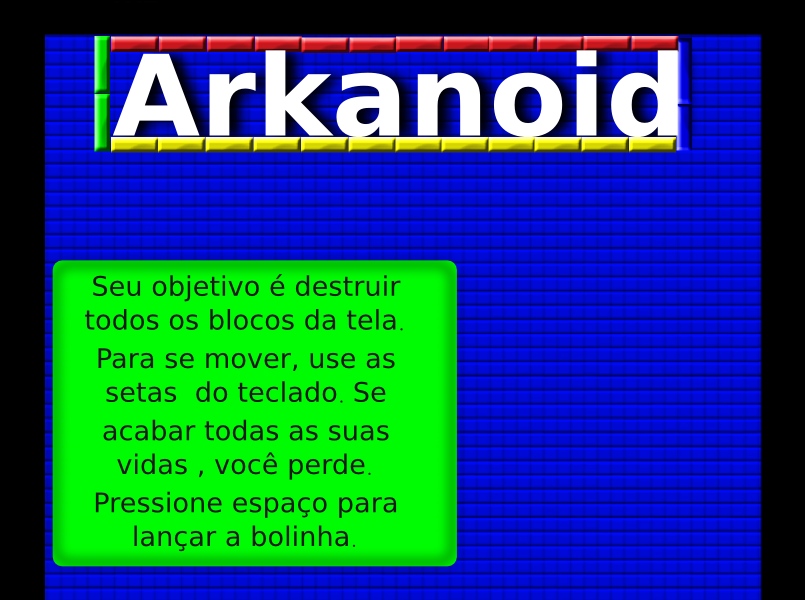 Arkanoid
Seu objetivo é destruir
todos os blocos da tela.
Para se mover, use as
setas  do teclado. Se
acabar todas as suas
vidas , você perde.
Pressione espaço para
lançar a bolinha.